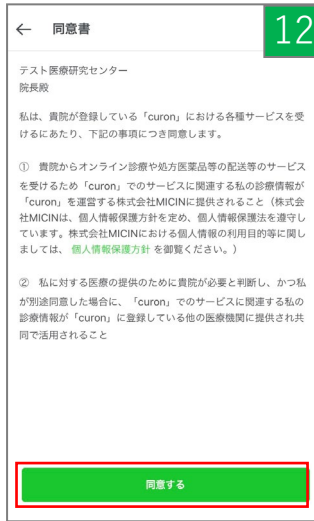 ← 同意書
12
テスト医療研究センター
院長殿
私は、貴院が登録している「curon」における各種サービスを受
けるにあたり、下記の事項につき同意します。
① 貴院からオンライン診療や処方医薬品等の配送等のサービス
を受けるため「curon」でのサービスに関連する私の診療情報が
「curon」を運営する株式会社MICINに提供されること（株式会
社MICINは、個人情報保護方針を定め、個人情報保護法を遵守し
ています。株式会社MICINにおける個人情報の利用目的等に関し
ましては、 個人情報保護方針 を御覧ください。）
② 私に対する医療の提供のために貴院が必要と判断し、かつ私
が別途同意した場合に、「curon」でのサービスに関連する私の
診療情報が「curon」に登録している他の医療機関に提供され共
同で活用されること
同意する